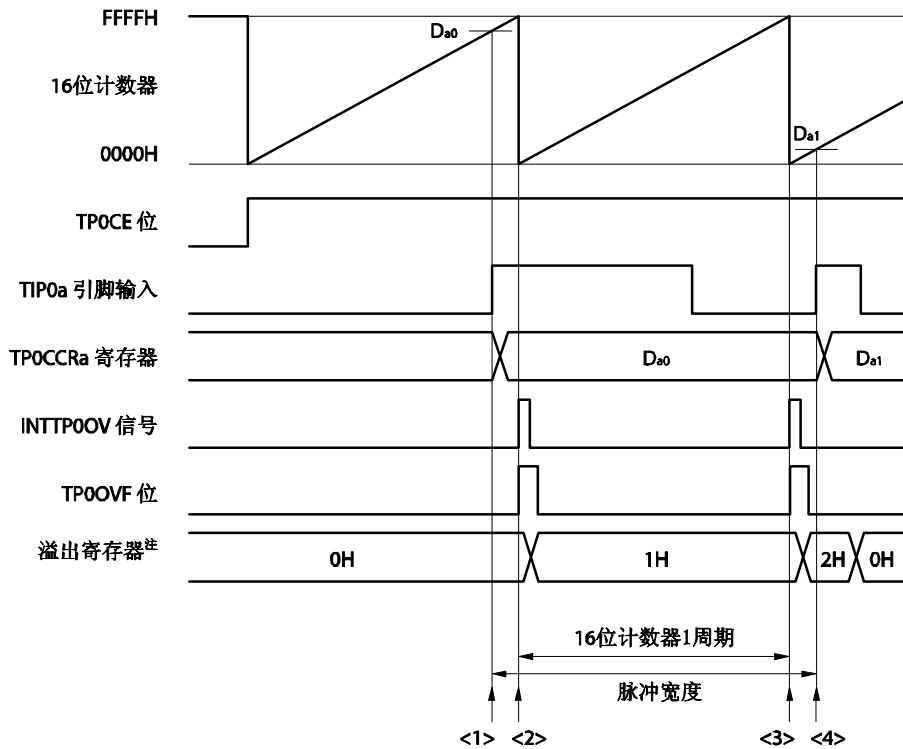 FFFFH
Da0
16位计数器
0000H
Da1
TP0CE 位
TIP0a 引脚输入
TP0CCRa 寄存器
Da0
Da1
INTTP0OV 信号
TP0OVF 位
溢出寄存器注
0H
1H
2H
0H
16位计数器1周期
脉冲宽度
<1>
<2>
<3>
<4>